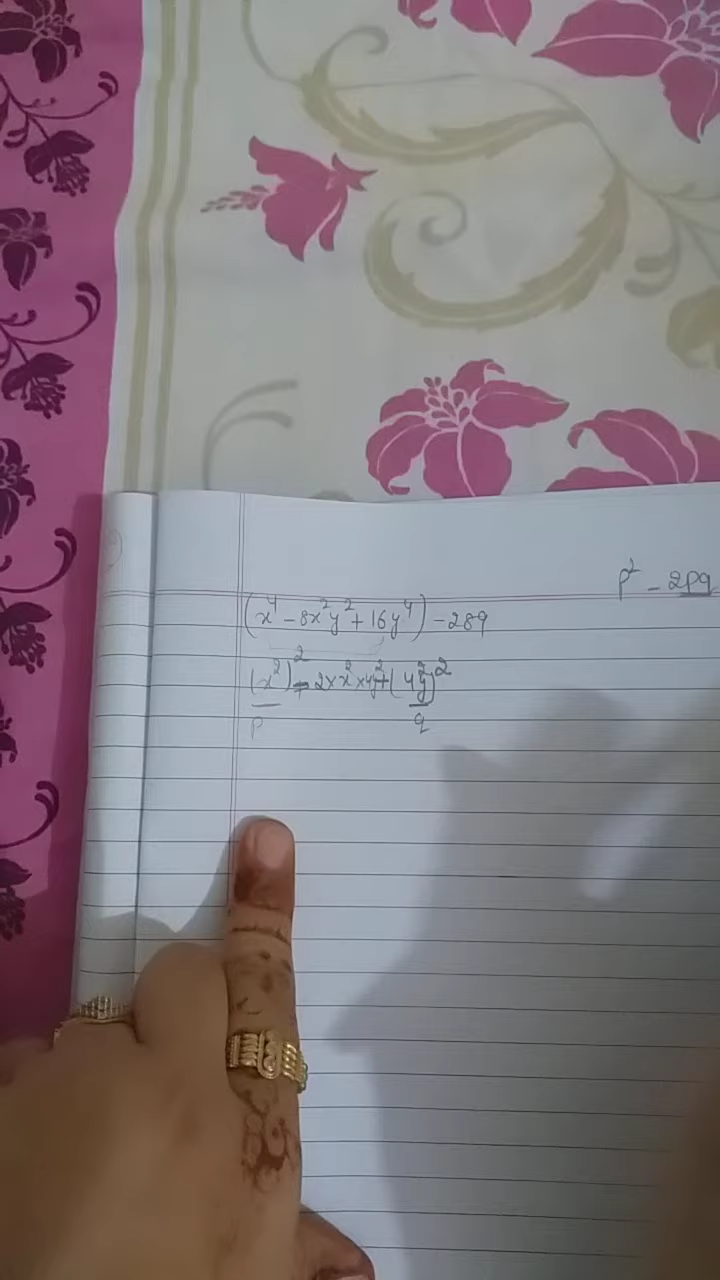 p² - 2pq
(x⁴ - 8x²y² + 16y⁴) - 289
(x²)² - 2×x²×4y² + (4y²)²
p q